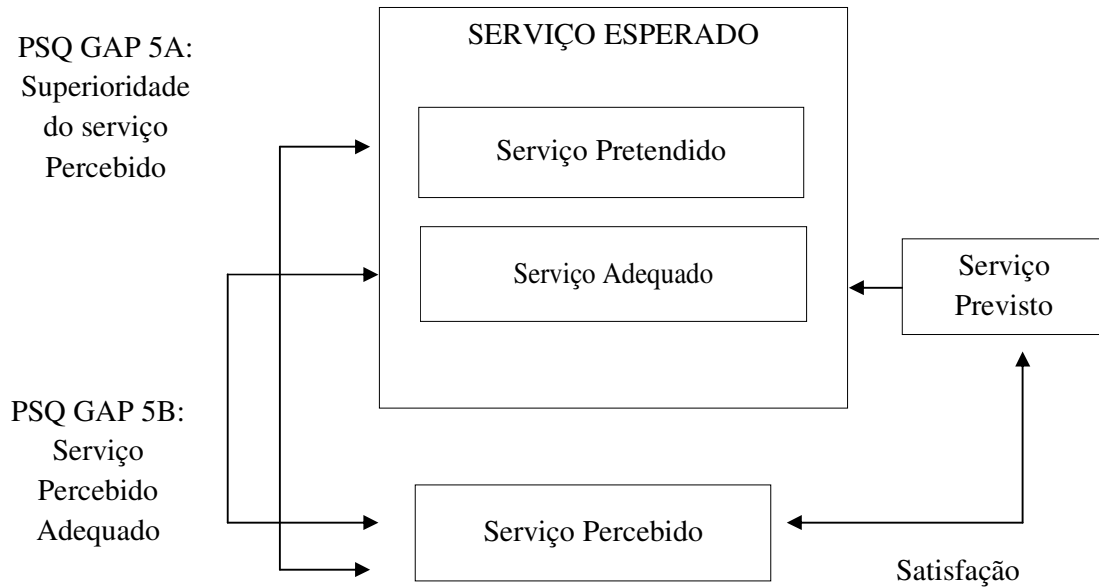 PSQ GAP 5A:
Superioridade
do serviço
Percebido
SERVIÇO ESPERADO
Serviço Pretendido
Serviço Adequado
Serviço
Previsto
PSQ GAP 5B:
Serviço
Percebido
Adequado
Serviço Percebido
Satisfação